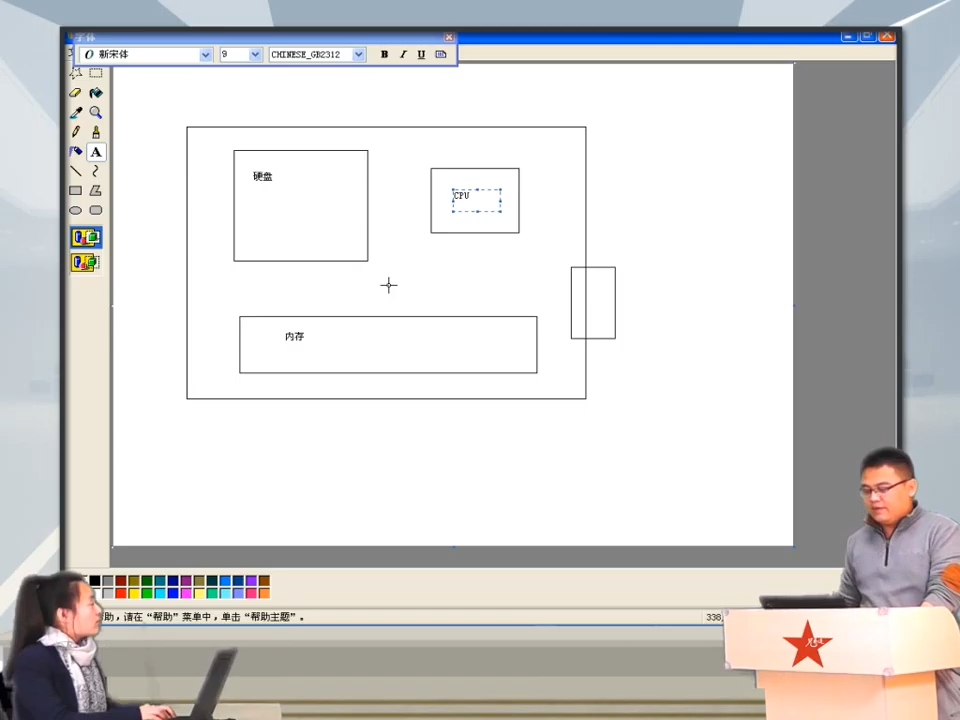 字体
O 新宋体
9
CHINESE_GB2312
B I U
A
硬盘
CPU
内存
助，请在“帮助”菜单中，单击“帮助主题”。
338,